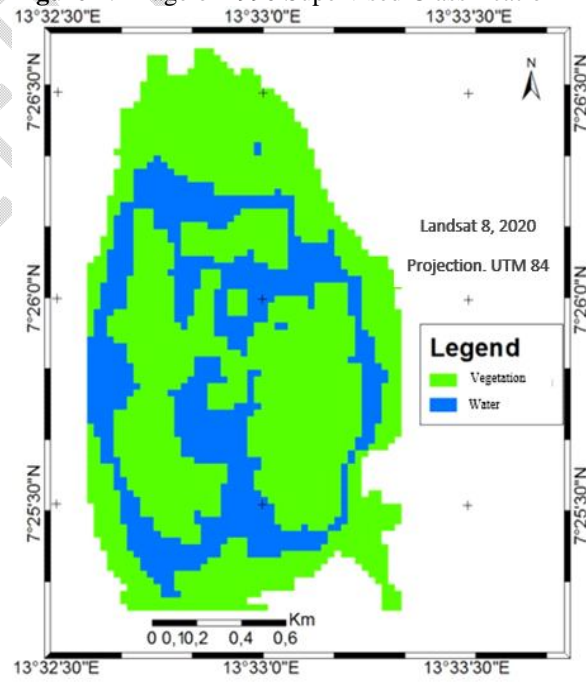 13°32'30"E 13°33'0"E 13°33'30"E
7°26'30"N 7°26'30"N
N
Landsat 8, 2020
Projection. UTM 84
7°26'0"N 7°26'0"N
Legend
Vegetation
Water
7°25'30"N 7°25'30"N
Km
0 0,10,2 0,4 0,6
13°32'30"E 13°33'0"E 13°33'30"E